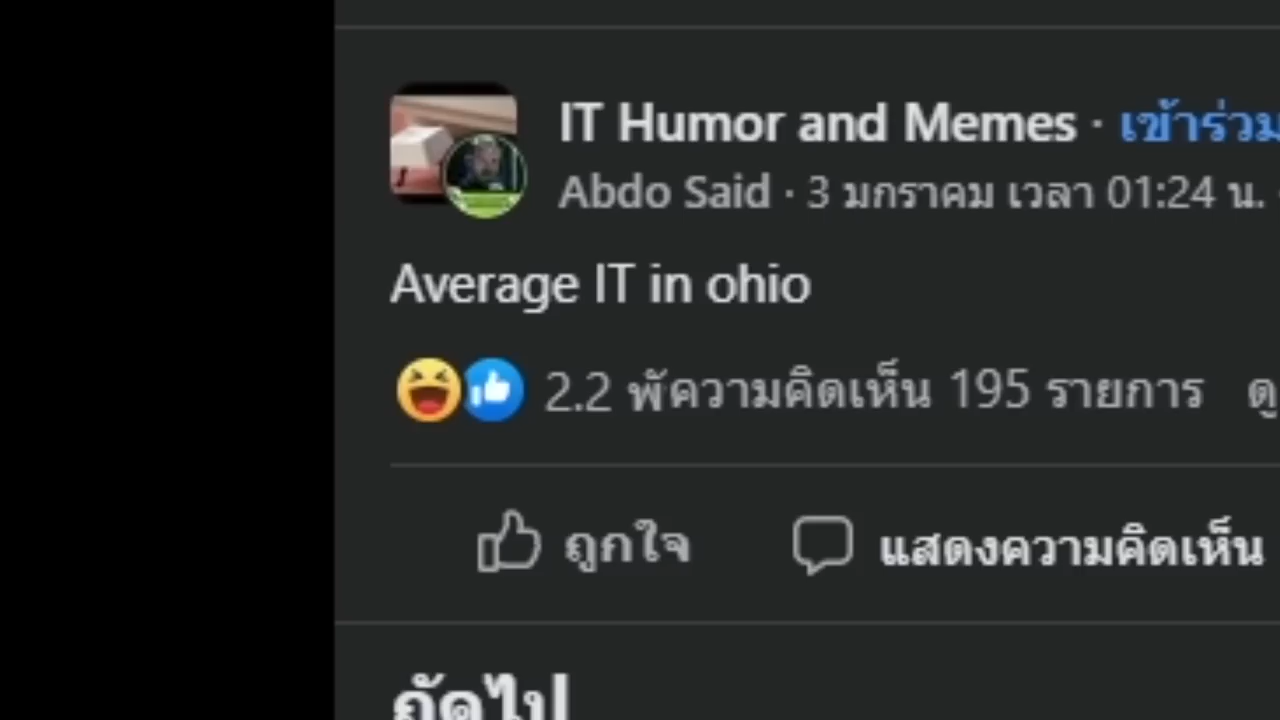 IT Humor and Memes · เข้าร่วม
Abdo Said · 3 มกราคม เวลา 01:24 น.
Average IT in ohio
2.2 พัความคิดเห็น 195 รายการ ดู
ถูกใจ แสดงความคิดเห็น
ถัดไป